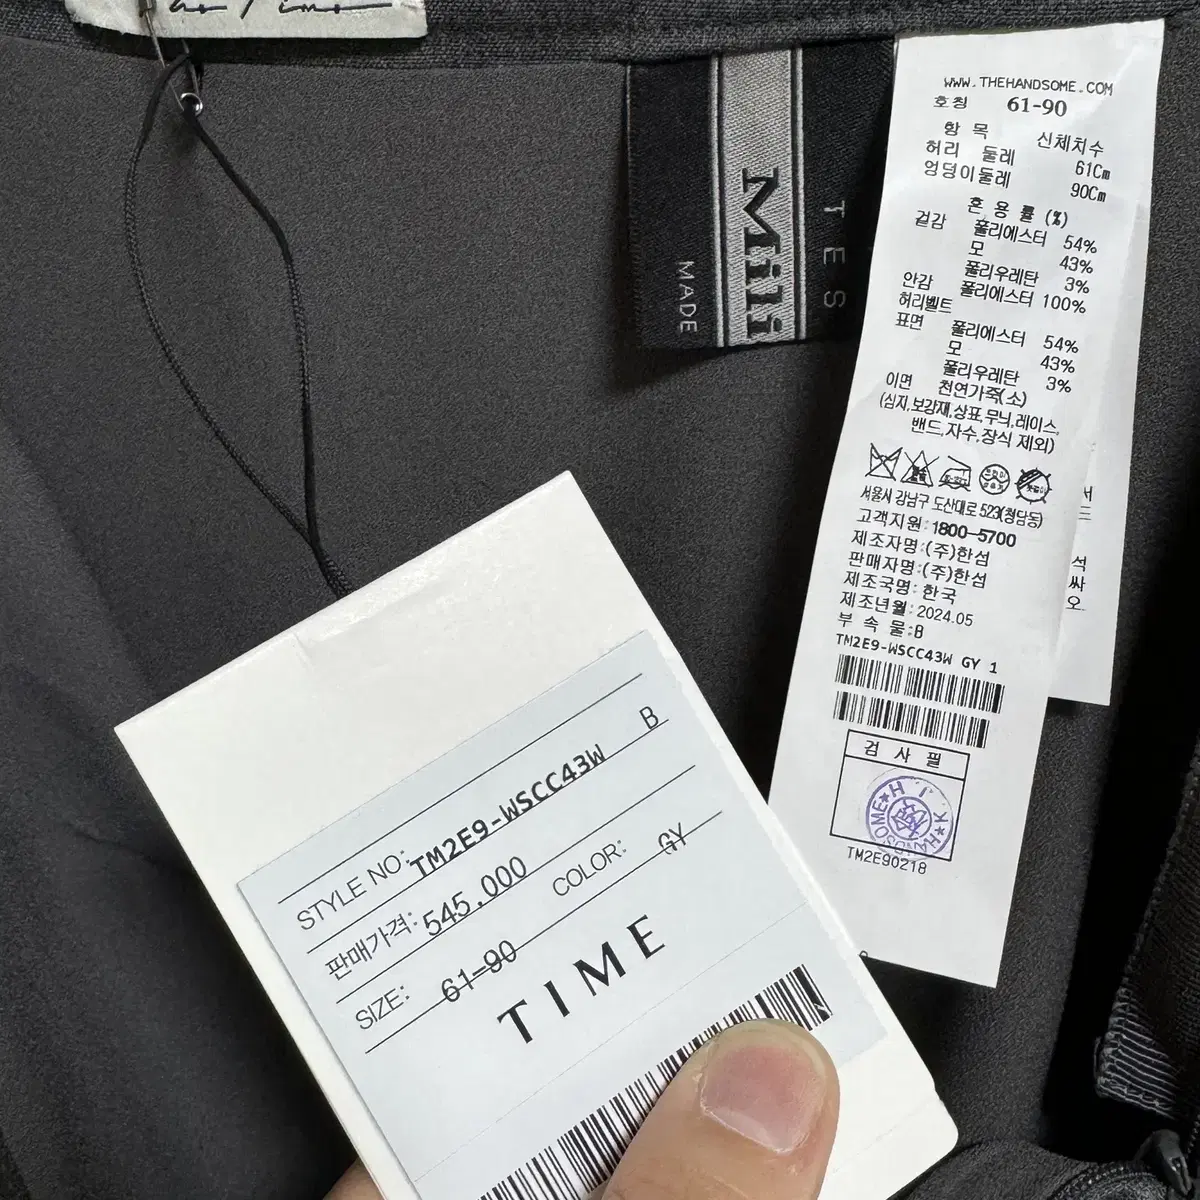 MADE
Mili
TES
WWW.THEHANDSOME.COM
호칭 61-90
항 목 신체치수
허리 둘레 61Cm
엉덩이둘레 90Cm
혼 용 률 (%)
겉감 폴리에스터 54%
모 43%
폴리우레탄 3%
안감 폴리에스터 100%
허리벨트
표면 폴리에스터 54%
모 43%
폴리우레탄 3%
이면 천연가죽(소)
(심지,보강재,상표,무늬,레이스,
밴드,자수,장식 제외)
서울시 강남구 도산대로 523(청담동)
고객지원:1800-5700
제조자명:(주)한섬
판매자명:(주)한섬
제조국명: 한국
제조년월:2024.05
부 속 물:B
TM2E9-WSCC43W GY 1
검 사 필
TM2E90218
STYLE NO: TM2E9-WSCC43W B
판매가격: 545,000 COLOR: GY
SIZE: 61-90
TIME